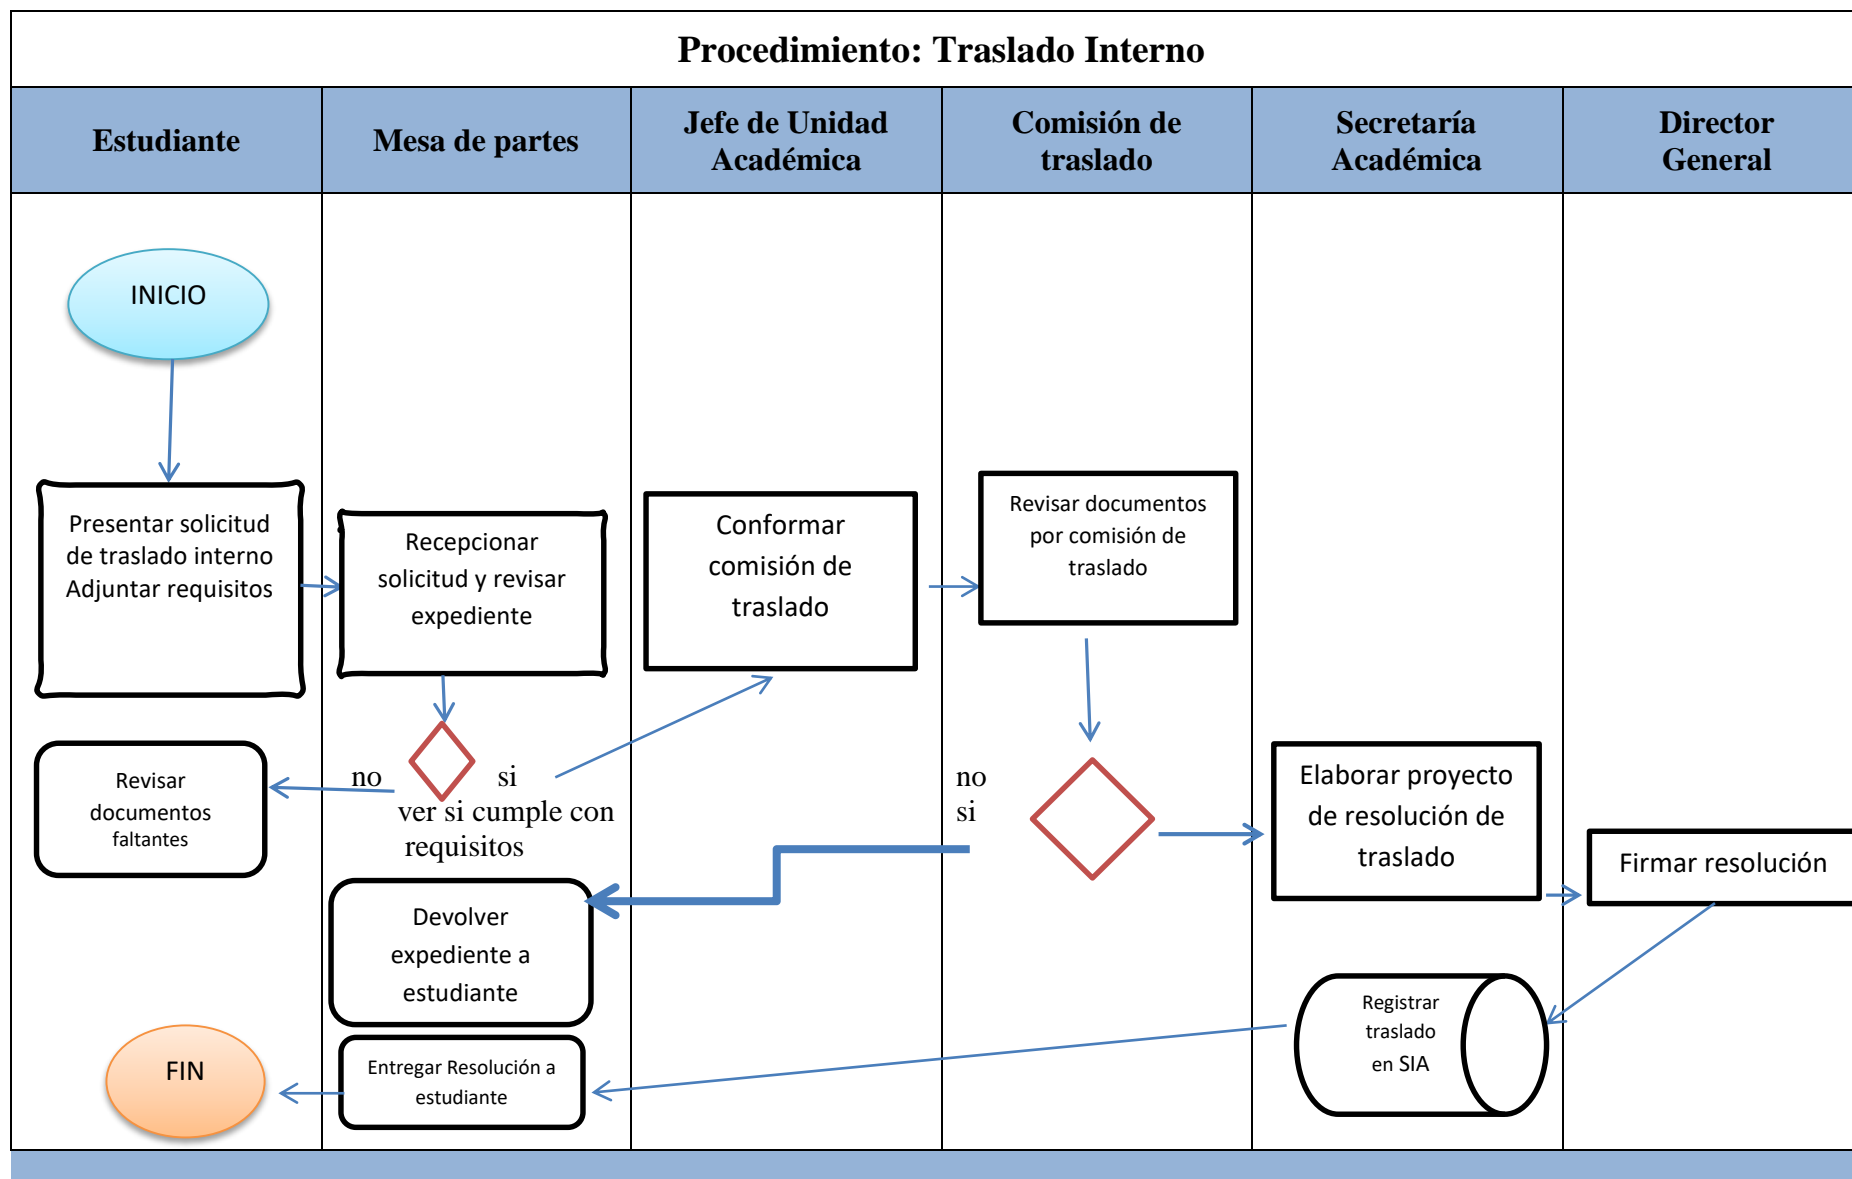 Procedimiento: Traslado Interno
Estudiante
Mesa de partes
Jefe de Unidad
Académica
Comisión de
traslado
Secretaría
Académica
Director
General
INICIO
Presentar solicitud
de traslado interno
Adjuntar requisitos
Recepcionar
solicitud y revisar
expediente
Conformar
comisión de
traslado
Revisar documentos
por comisión de
traslado
Revisar
documentos
faltantes
no
si
ver si cumple con
requisitos
no
si
Elaborar proyecto
de resolución de
traslado
Firmar resolución
Devolver
expediente a
estudiante
Registrar
traslado
en SIA
Entregar Resolución a
estudiante
FIN